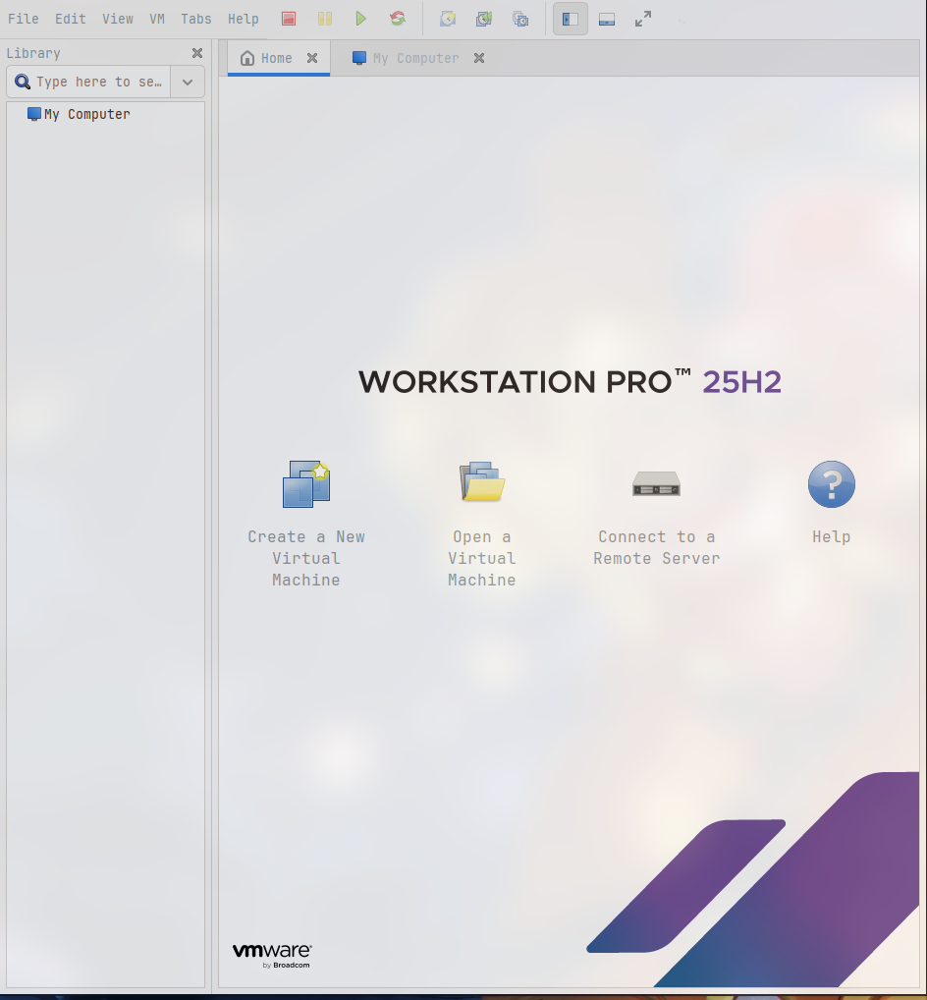 File Edit View VM Tabs Help
Library
Type here to se…
My Computer
Home
My Computer
WORKSTATION PRO™ 25H2
Create a New
Virtual
Machine
Open a
Virtual
Machine
Connect to a
Remote Server
Help
vmware®
by Broadcom